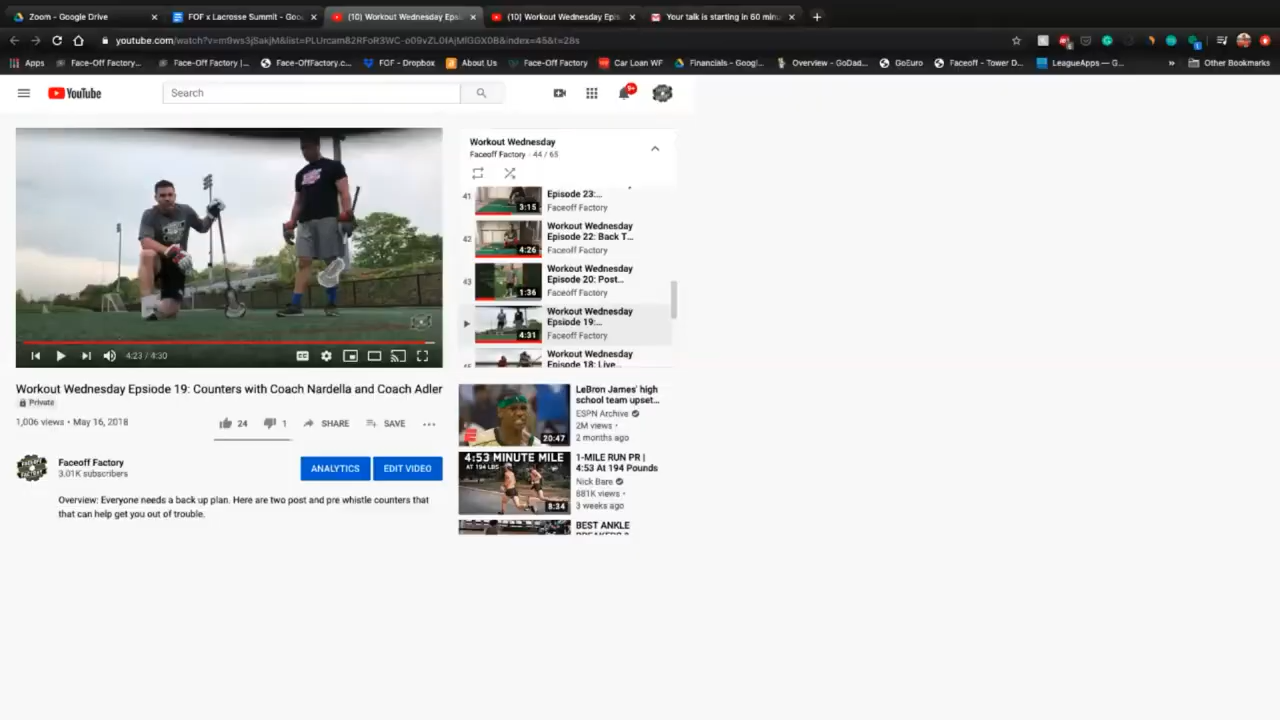 Zoom - Google Drive
FOF x Lacrosse Summit - Goo
(10) Workout Wednesday Epsi
(10) Workout Wednesday Epis
Your talk is starting in 60 minu
youtube.com/watch?v=m9ws3jSakjM&list=PLUrcam82RFoR3WC-o09vZL0fAjMlGGX0B&index=45&t=28s
Apps
Face-Off Factory...
Face-Off Factory |...
Face-OffFactory.c...
FOF - Dropbox
About Us
Face-Off Factory
Car Loan WF
Financials - Googl...
Overview - GoDad...
GoEuro
Faceoff - Tower D...
LeagueApps — G...
»
Other Bookmarks
YouTube
Search
9+
Workout Wednesday
Faceoff Factory - 44 / 65
41
Episode 23:...
3:15
Faceoff Factory
42
Workout Wednesday
Episode 22: Back T...
4:26
Faceoff Factory
43
Workout Wednesday
Episode 20: Post...
1:36
Faceoff Factory
Workout Wednesday
Epsiode 19:...
4:31
Faceoff Factory
Workout Wednesday
Episode 18: Live...
4:23 / 4:30
Workout Wednesday Epsiode 19: Counters with Coach Nardella and Coach Adler
Private
1,006 views • May 16, 2018
24
1
SHARE
SAVE
Faceoff Factory
3.01K subscribers
ANALYTICS
EDIT VIDEO
Overview: Everyone needs a back up plan. Here are two post and pre whistle counters that
that can help get you out of trouble.
LeBron James' high
school team upset...
ESPN Archive
2M views •
2 months ago
20:47
4:53 MINUTE MILE
AT 194 LBS
8:34
1-MILE RUN PR |
4:53 At 194 Pounds
Nick Bare
881K views •
3 weeks ago
BEST ANKLE